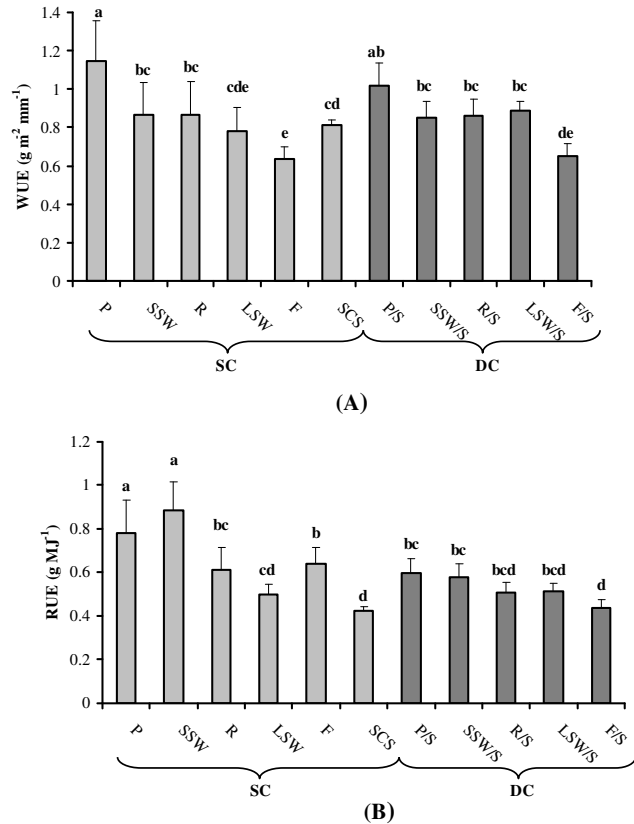 1.4
1.2
1
0.8
0.6
0.4
0.2
0
WUE (g m⁻² mm⁻¹)
a
bc
bc
cde
e
cd
ab
bc
bc
bc
de
P
SSW
R
LSW
F
SCS
P/S
SSW/S
R/S
LSW/S
F/S
SC
DC
(A)
1.2
1
0.8
0.6
0.4
0.2
0
RUE (g MJ⁻¹)
a
a
bc
cd
b
d
bc
bc
bcd
bcd
d
P
SSW
R
LSW
F
SCS
P/S
SSW/S
R/S
LSW/S
F/S
SC
DC
(B)